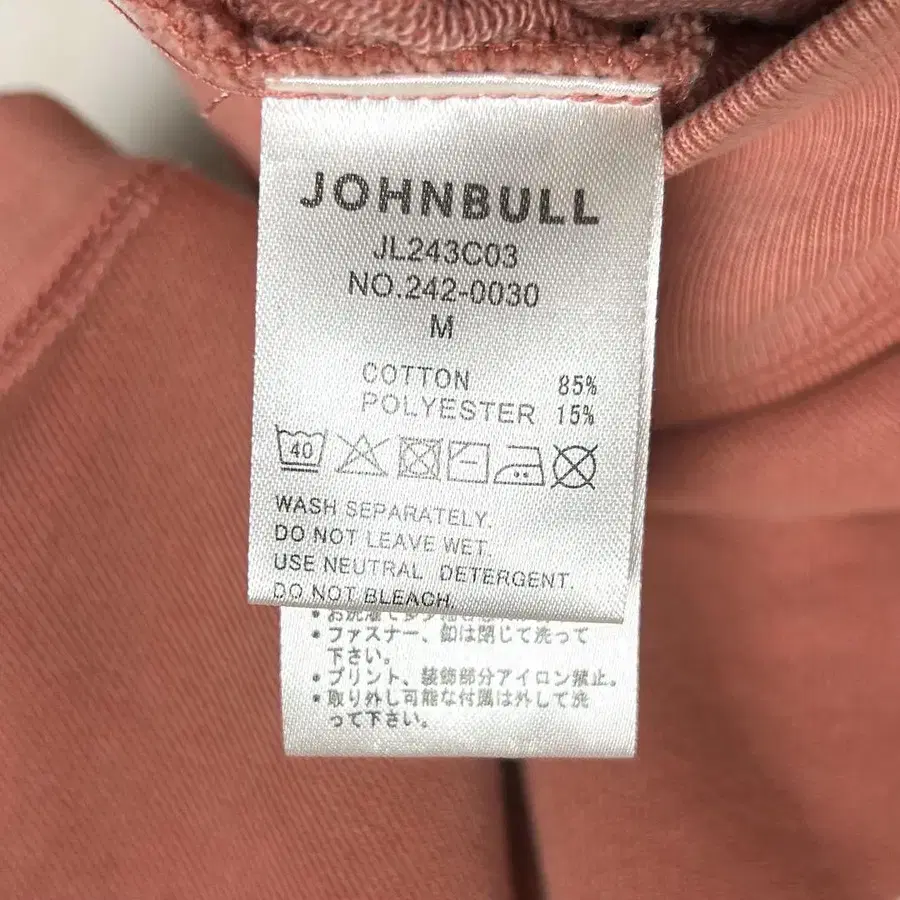 JOHNBULL
JL243C03
NO.242-0030
M
COTTON 85%
POLYESTER 15%
40
WASH SEPARATELY.
DO NOT LEAVE WET.
USE NEUTRAL DETERGENT.
DO NOT BLEACH.
・ファスナー、釦は閉じて洗って
下さい。
・プリント、装飾部分アイロン禁止。
・取り外し可能な付属は外して洗
って下さい。